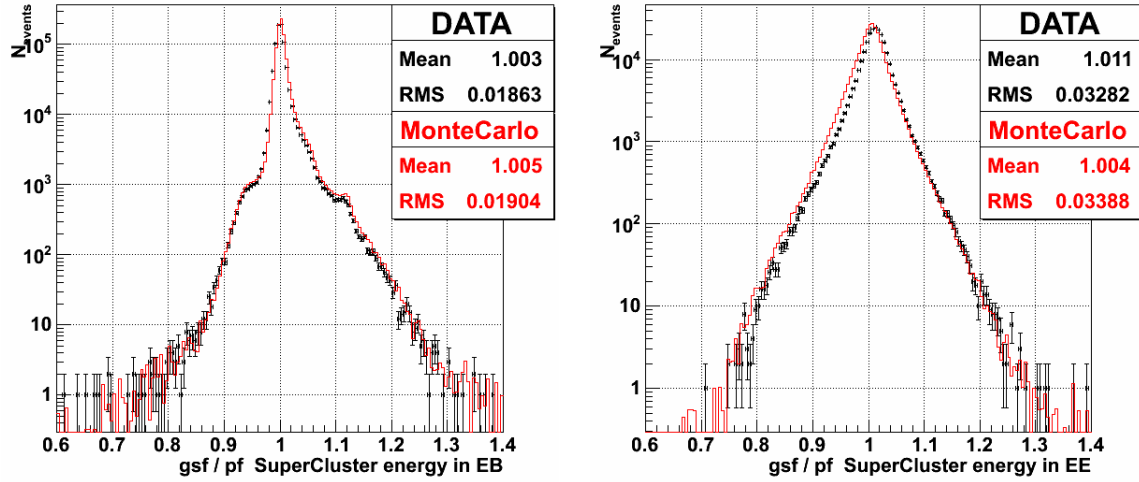 N_events
10^5
10^4
10^3
10^2
10
1
0.6 0.7 0.8 0.9 1 1.1 1.2 1.3 1.4
gsf / pf SuperCluster energy in EB
DATA
Mean 1.003
RMS 0.01863
MonteCarlo
Mean 1.005
RMS 0.01904
N_events
10^4
10^3
10^2
10
1
0.6 0.7 0.8 0.9 1 1.1 1.2 1.3 1.4
gsf / pf SuperCluster energy in EE
DATA
Mean 1.011
RMS 0.03282
MonteCarlo
Mean 1.004
RMS 0.03388